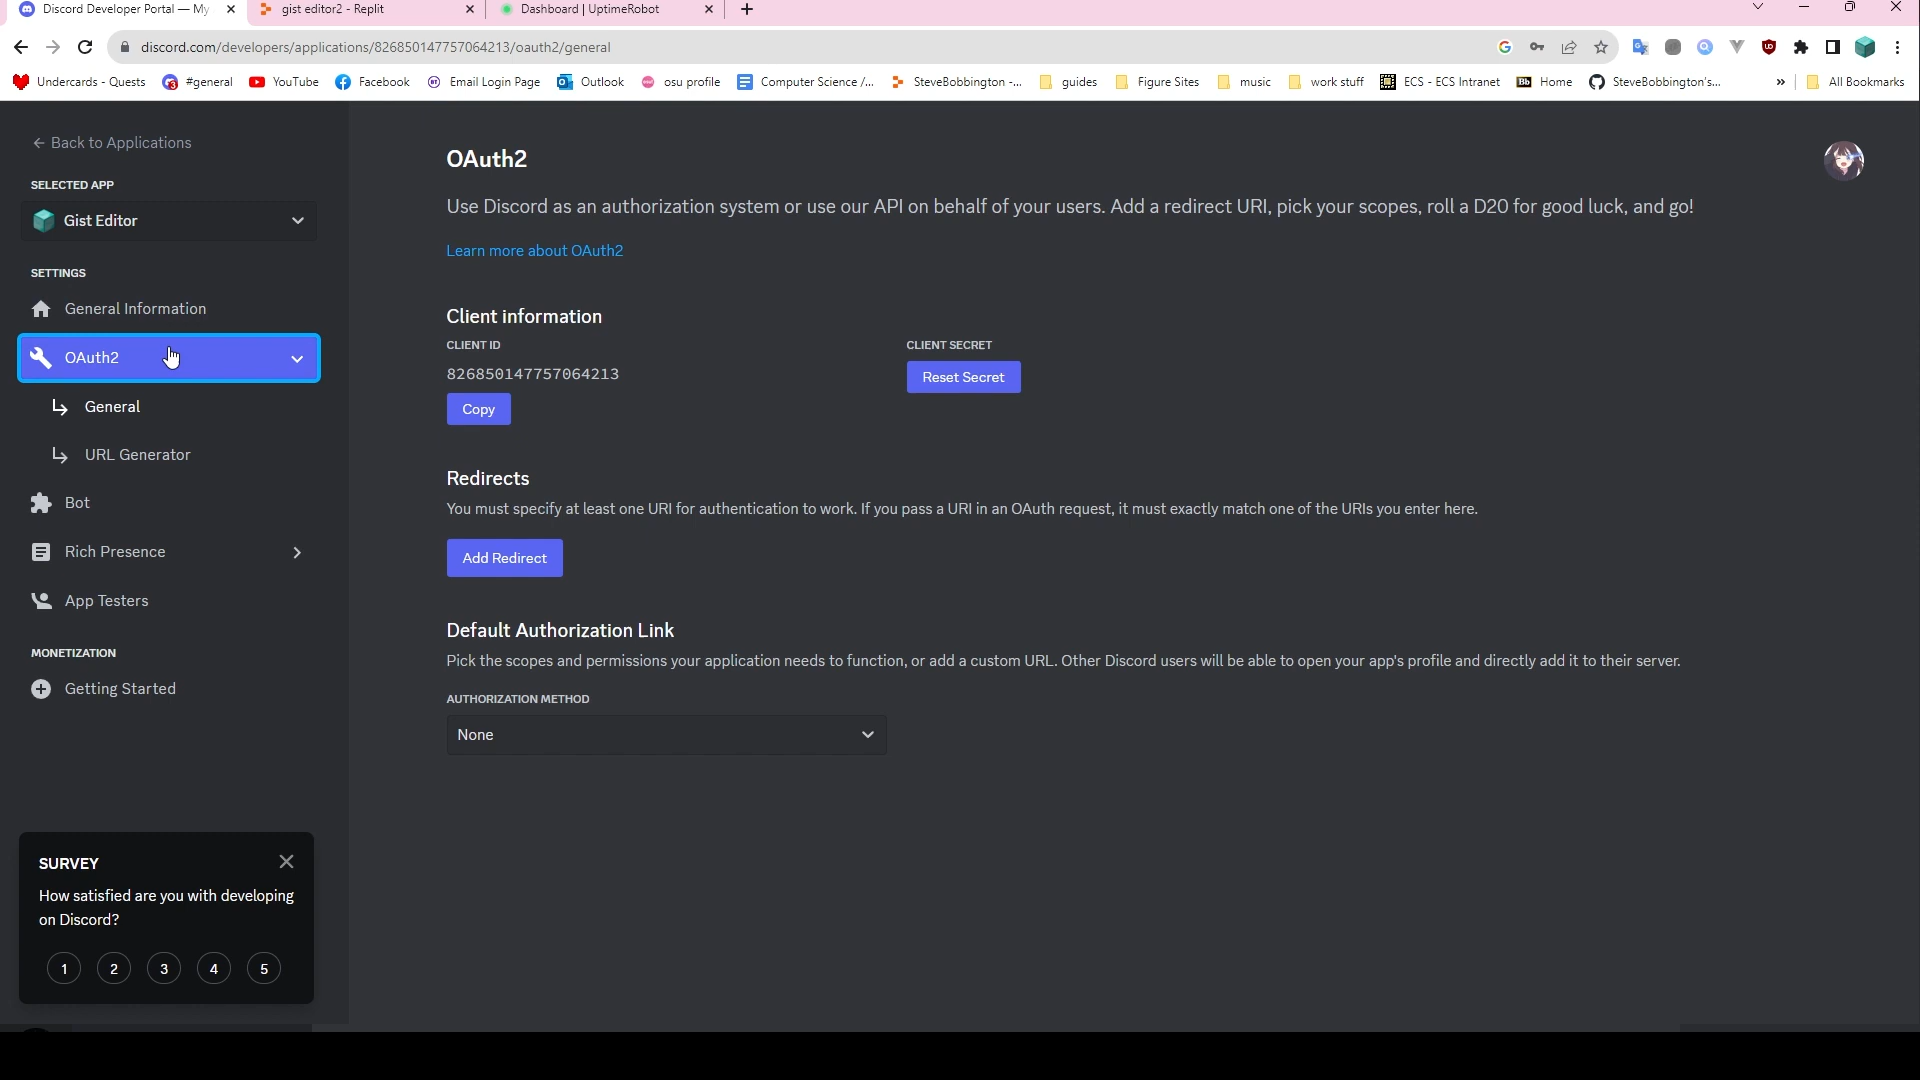 Discord Developer Portal — My
gist editor2 - Replit
Dashboard | UptimeRobot
discord.com/developers/applications/826850147757064213/oauth2/general
Undercards - Quests
#general
YouTube
Facebook
Email Login Page
Outlook
osu profile
Computer Science /...
SteveBobbington -...
guides
Figure Sites
music
work stuff
ECS - ECS Intranet
Bb
Home
SteveBobbington's...
»
All Bookmarks
← Back to Applications
SELECTED APP
Gist Editor
SETTINGS
General Information
OAuth2
General
URL Generator
Bot
Rich Presence
App Testers
MONETIZATION
Getting Started
SURVEY
How satisfied are you with developing
on Discord?
1 2 3 4 5
OAuth2
Use Discord as an authorization system or use our API on behalf of your users. Add a redirect URI, pick your scopes, roll a D20 for good luck, and go!
Learn more about OAuth2
Client information
CLIENT ID
826850147757064213
Copy
CLIENT SECRET
Reset Secret
Redirects
You must specify at least one URI for authentication to work. If you pass a URI in an OAuth request, it must exactly match one of the URIs you enter here.
Add Redirect
Default Authorization Link
Pick the scopes and permissions your application needs to function, or add a custom URL. Other Discord users will be able to open your app's profile and directly add it to their server.
AUTHORIZATION METHOD
None